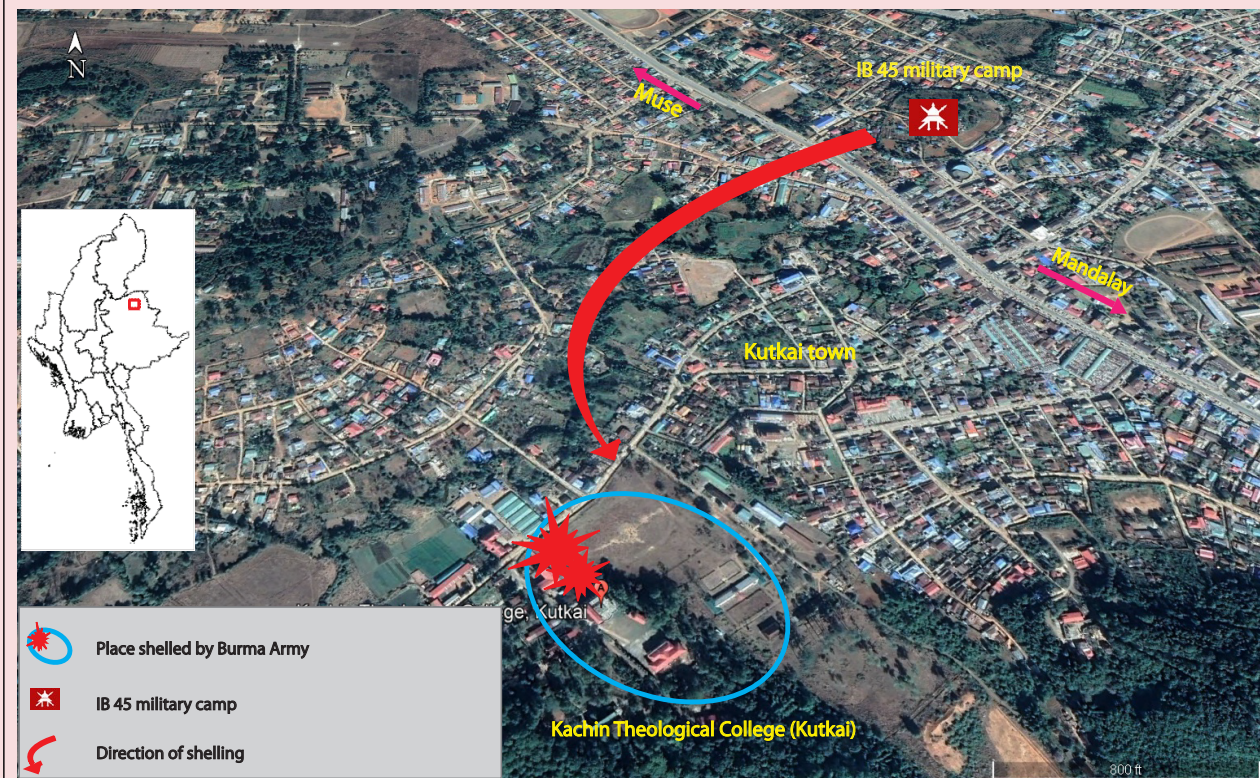 N
IB 45 military camp
Muse
Mandalay
Kutkai town
ge, Kutkai
Place shelled by Burma Army
IB 45 military camp
Direction of shelling
Kachin Theological College (Kutkai)
800 ft